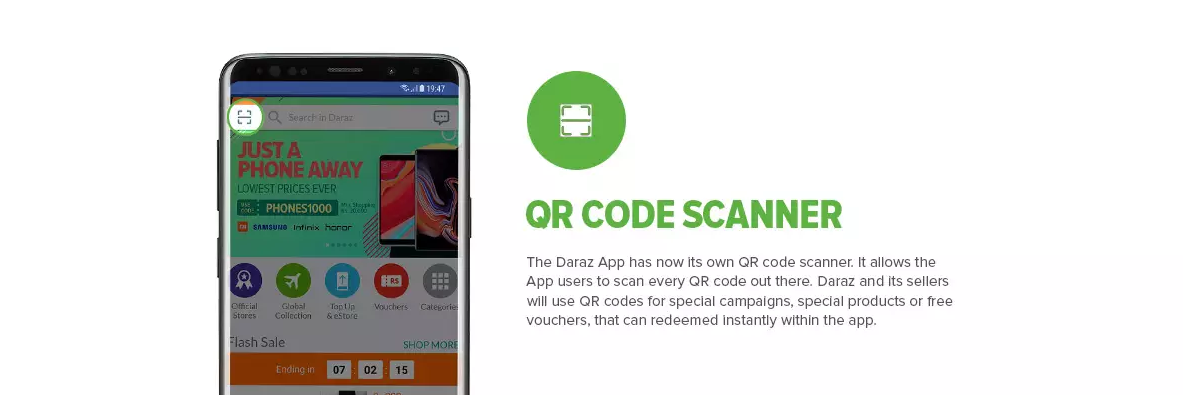 19:47
Search in Daraz
JUST A
PHONE AWAY
LOWEST PRICES EVER
USE
CODE
PHONES1000
Min. Shopping
SAMSUNG Infinix honor
Official
Stores
Global
Collection
Top Up
& eStore
RS
Vouchers
Categories
Flash Sale
SHOP MORE
Ending in 07 : 02 : 15
QR CODE SCANNER
The Daraz App has now its own QR code scanner. It allows the
App users to scan every QR code out there. Daraz and its sellers
will use QR codes for special campaigns, special products or free
vouchers, that can redeemed instantly within the app.